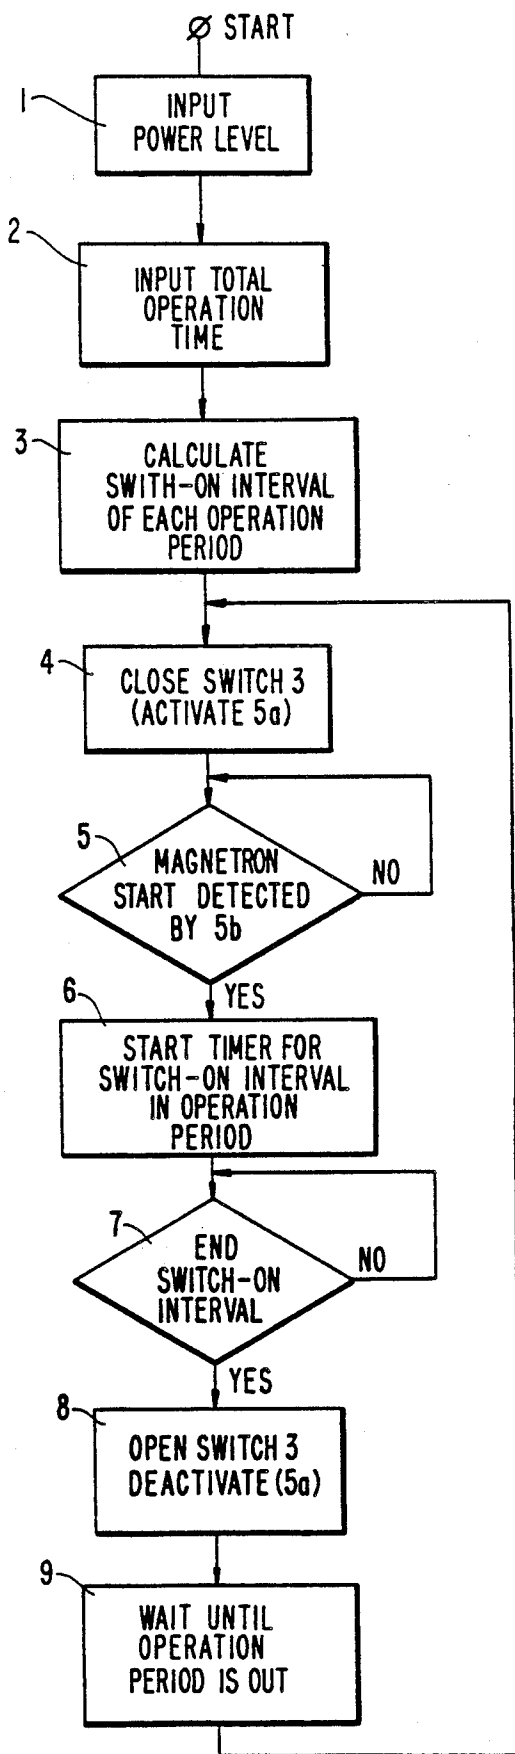 START
1
INPUT
POWER LEVEL
2
INPUT TOTAL
OPERATION
TIME
3
CALCULATE
SWITH-ON INTERVAL
OF EACH OPERATION
PERIOD
4
CLOSE SWITCH 3
(ACTIVATE 5a)
5
MAGNETRON
START DETECTED
BY 5b
NO
YES
6
START TIMER FOR
SWITCH-ON INTERVAL
IN OPERATION
PERIOD
7
END
SWITCH-ON
INTERVAL
NO
YES
8
OPEN SWITCH 3
DEACTIVATE (5a)
9
WAIT UNTIL
OPERATION
PERIOD IS OUT